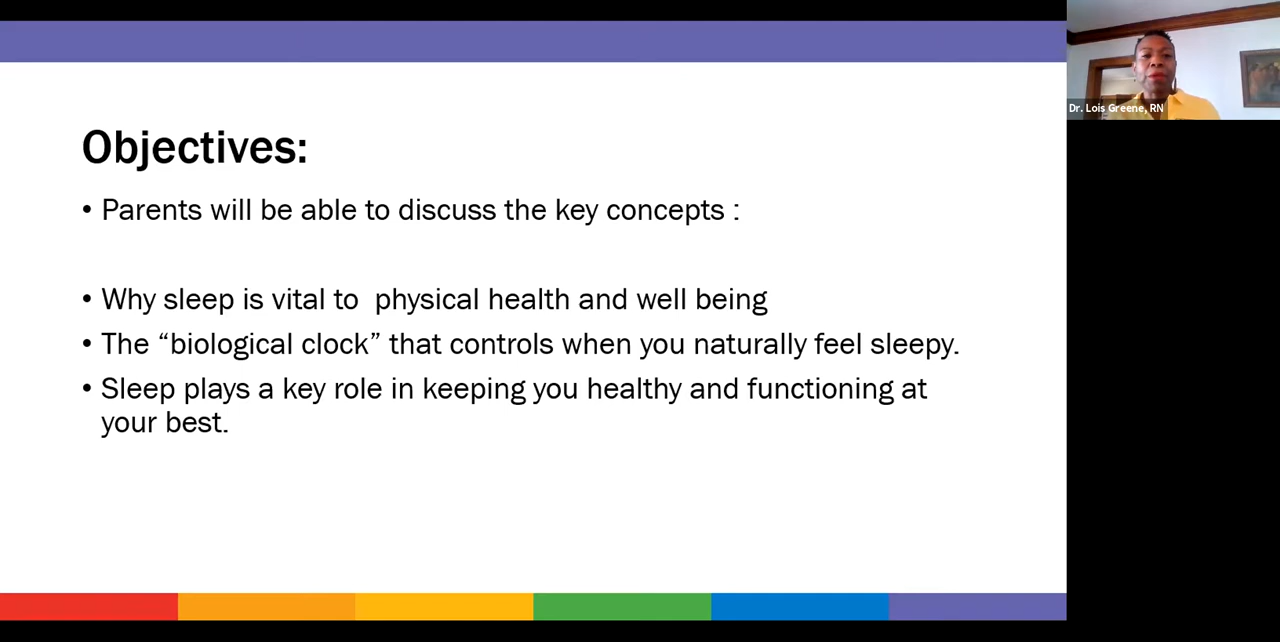 Objectives:
• Parents will be able to discuss the key concepts :
• Why sleep is vital to  physical health and well being
• The “biological clock” that controls when you naturally feel sleepy.
• Sleep plays a key role in keeping you healthy and functioning at
your best.
Dr. Lois Greene, RN